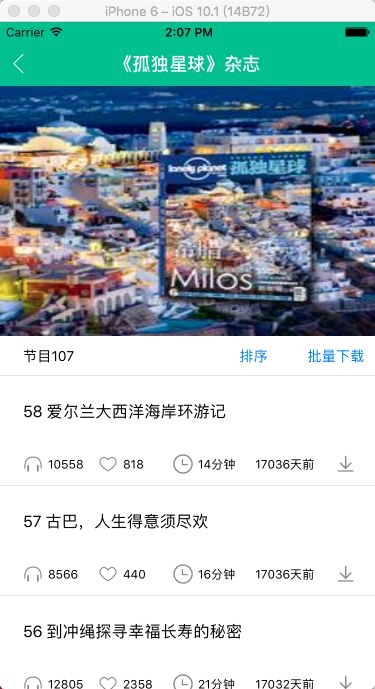 iPhone 6 – iOS 10.1 (14B72)
Carrier 2:07 PM
《孤独星球》杂志
lonely planet 孤独星球
希腊
Milos
节目107 排序 批量下载
58 爱尔兰大西洋海岸环游记
10558 818 14分钟 17036天前
57 古巴，人生得意须尽欢
8566 440 16分钟 17036天前
56 到冲绳探寻幸福长寿的秘密
12805 2358 21分钟 17032天前